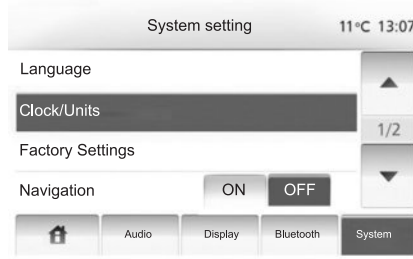 System setting 11°C 13:07
Language
Clock/Units
1/2
Factory Settings
Navigation ON OFF
Audio Display Bluetooth System